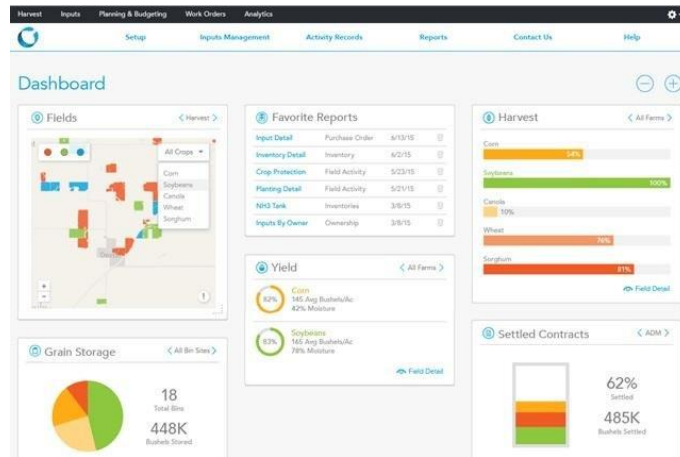 Harvest Inputs Planning & Budgeting Work Orders Analytics
Setup Inputs Management Activity Records Reports Contact Us Help
Dashboard
Fields
< Harvest >
All Crops
Corn
Soybeans
Canola
Wheat
Sorghum
+
-
Grain Storage
< All Bin Sites >
18
Total Bins
448K
Bushels Stored
Favorite Reports
Input Detail Purchase Order 6/13/15
Inventory Detail Inventory 6/2/15
Crop Protection Field Activity 5/23/15
Planting Detail Field Activity 5/21/15
NH3 Tank Inventories 3/8/15
Inputs By Owner Ownership 3/8/15
Yield
< All Farms >
62%
Corn
145 Avg Bushels/Ac
42% Moisture
83%
Soybeans
165 Avg Bushels/Ac
78% Moisture
Field Detail
Harvest
< All Farms >
Corn
54%
Soybeans
100%
Canola
10%
Wheat
76%
Sorghum
81%
Field Detail
Settled Contracts
< ADM >
62%
Settled
485K
Bushels Settled